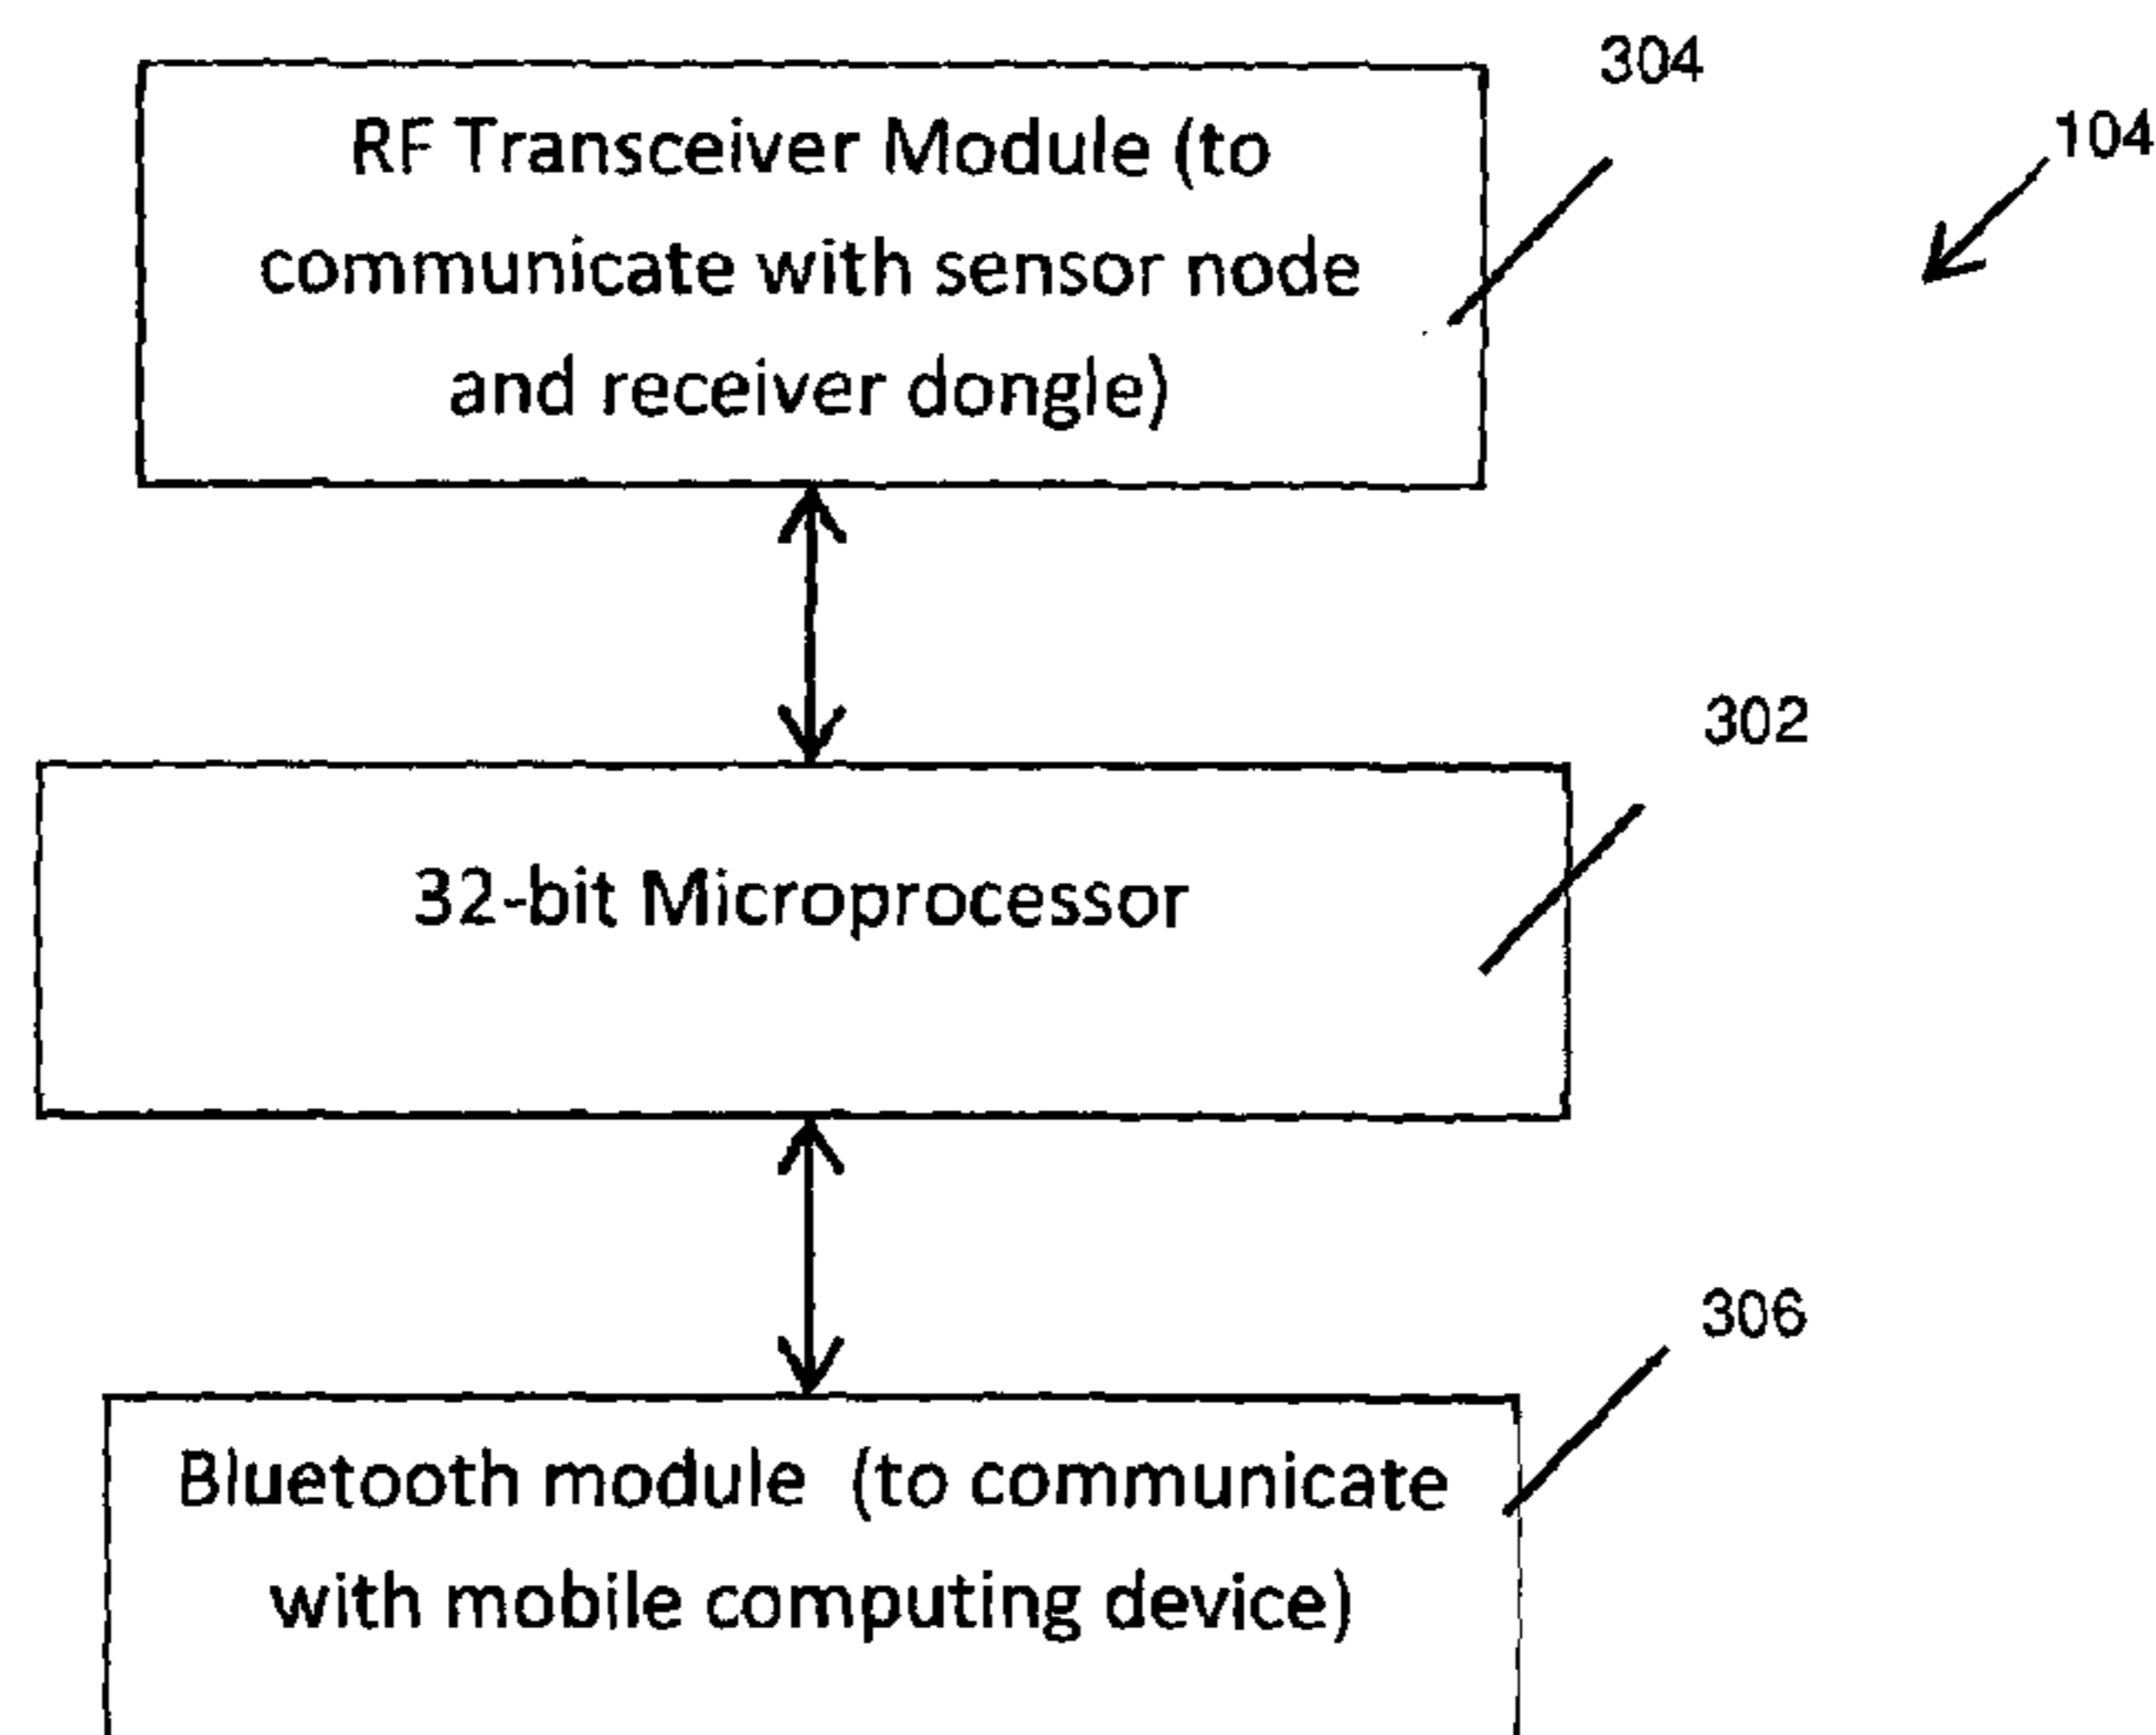 304
104
RF Transceiver Module (to
communicate with sensor node
and receiver dongle)
302
32-bit Microprocessor
306
Bluetooth module (to communicate
with mobile computing device)